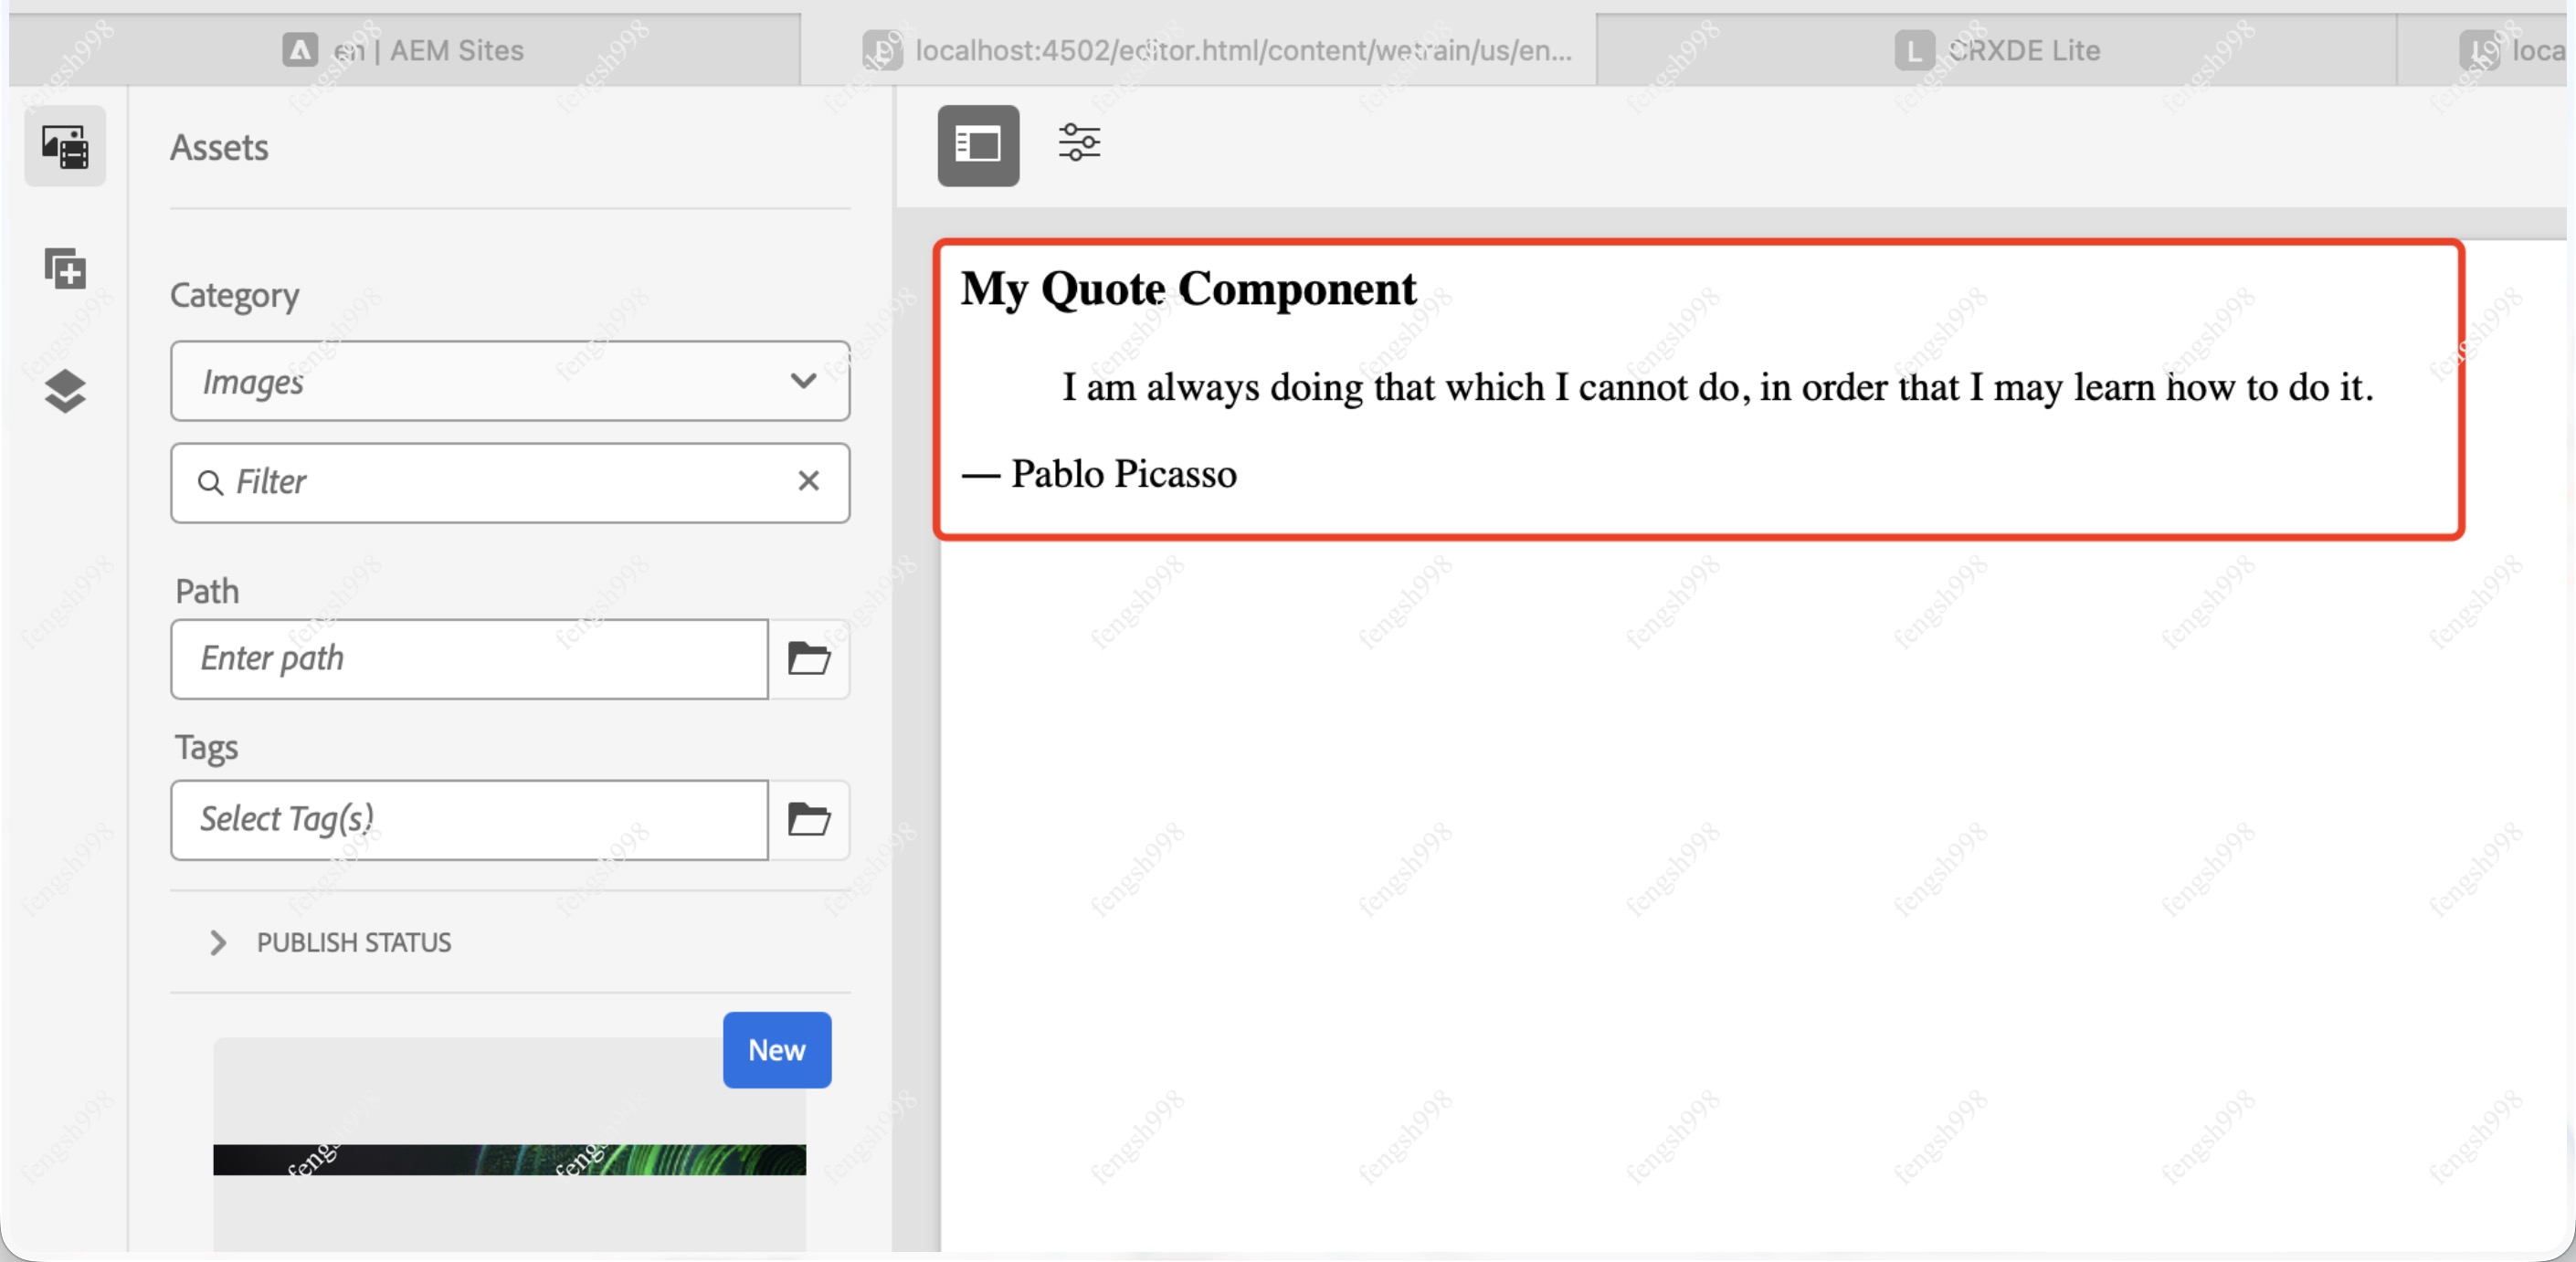 en | AEM Sites
localhost:4502/editor.html/content/wetrain/us/en...
L CRXDE Lite
L loca
Assets
Category
Images
Filter
Path
Enter path
Tags
Select Tag(s)
PUBLISH STATUS
New
My Quote Component
I am always doing that which I cannot do, in order that I may learn how to do it.
— Pablo Picasso
fengsh998